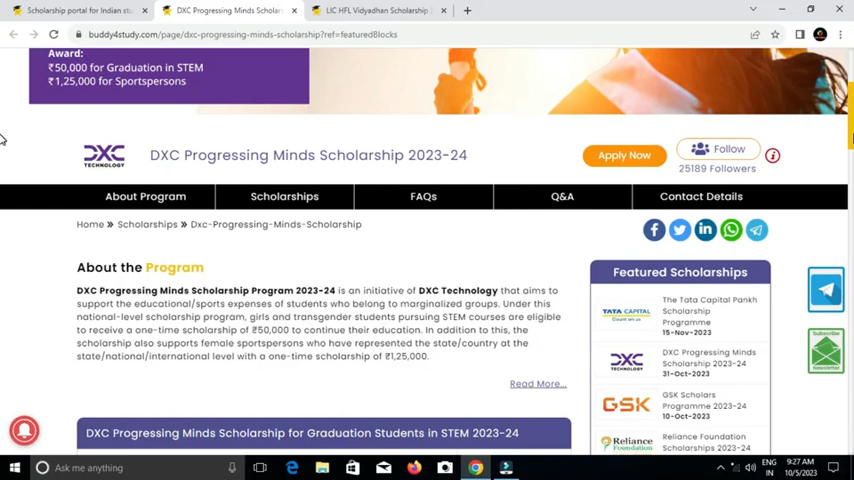 Scholarship portal for Indian stud
DXC Progressing Minds Scholars
LIC HFL Vidyadhan Scholarship
buddy4study.com/page/dxc-progressing-minds-scholarship?ref=featuredBlocks
Award:
₹50,000 for Graduation in STEM
₹1,25,000 for Sportspersons
DXC
TECHNOLOGY
DXC Progressing Minds Scholarship 2023-24
Apply Now
Follow
25189 Followers
About Program
Scholarships
FAQs
Q&A
Contact Details
Home » Scholarships » Dxc-Progressing-Minds-Scholarship
About the Program
DXC Progressing Minds Scholarship Program 2023-24 is an initiative of DXC Technology that aims to
support the educational/sports expenses of students who belong to marginalized groups. Under this
national-level scholarship program, girls and transgender students pursuing STEM courses are eligible
to receive a one-time scholarship of ₹50,000 to continue their education. In addition to this, the
scholarship also supports female sportspersons who have represented the state/country at the
state/national/international level with a one-time scholarship of ₹1,25,000.
Read More...
DXC Progressing Minds Scholarship for Graduation Students in STEM 2023-24
Featured Scholarships
TATA CAPITAL
Count on us
The Tata Capital Pankh
Scholarship
Programme
15-Nov-2023
DXC
TECHNOLOGY
DXC Progressing Minds
Scholarship 2023-24
31-Oct-2023
GSK
GSK Scholars
Programme 2023-24
10-Oct-2023
Reliance
Foundation
Reliance Foundation
Scholarships 2023-24
Subscribe
Newsletter
Ask me anything
ENG
IN
9:27 AM
10/5/2023